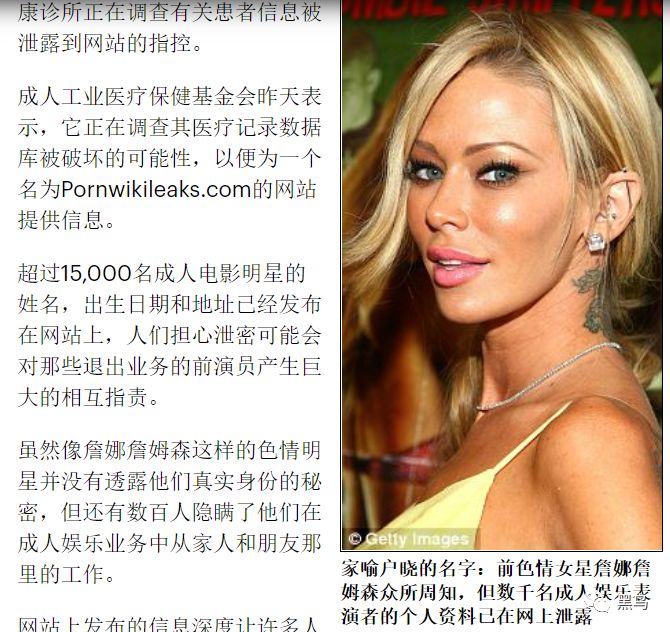 康诊所正在调查有关患者信息被
泄露到网站的指控。
成人工业医疗保健基金会昨天表
示，它正在调查其医疗记录数据
库被破坏的可能性，以便为一个
名为Pornwikileaks.com的网站
提供信息。
超过15,000名成人电影明星的
姓名，出生日期和地址已经发布
在网站上，人们担心泄密可能会
对那些退出业务的前演员产生巨
大的相互指责。
虽然像詹娜詹姆森这样的色情明
星并没有透露他们真实身份的秘
密，但还有数百人隐瞒了他们在
成人娱乐业务中从家人和朋友那
里的工作。
网站上发布的信息深度让许多人
© Getty Images
家喻户晓的名字：前色情女星詹娜詹
姆森众所周知，但数千名成人娱乐表
演者的个人资料已在网上泄露
黑鸟